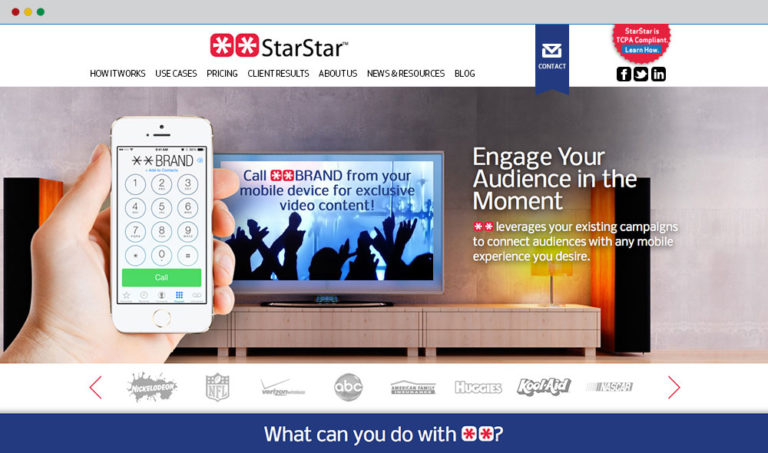 **StarStar™
CONTACT
StarStar is
TCPA Compliant.
Learn How.
HOW IT WORKS USE CASES PRICING CLIENT RESULTS ABOUT US NEWS & RESOURCES BLOG
**BRAND
+ Add to Contacts
1 2 3
4 5 6
7 8 9
* 0 #
Call
Call **BRAND from your
mobile device for exclusive
video content!
Engage Your
Audience in the
Moment
** leverages your existing campaigns
to connect audiences with any mobile
experience you desire.
NICKELODEON NFL verizon wireless abc AMERICAN FAMILY INSURANCE HUGGIES Kool-Aid NASCAR
What can you do with **?